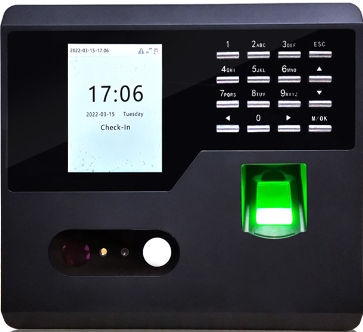 2022-03-15-17:06
17:06
2022-03-15 Tuesday
Check-In
1 2ABC 3DEF ESC
4GHI 5JKL 6MNO ▲
7PQRS 8TUV 9WXYZ ▼
◄ 0 ► M/OK